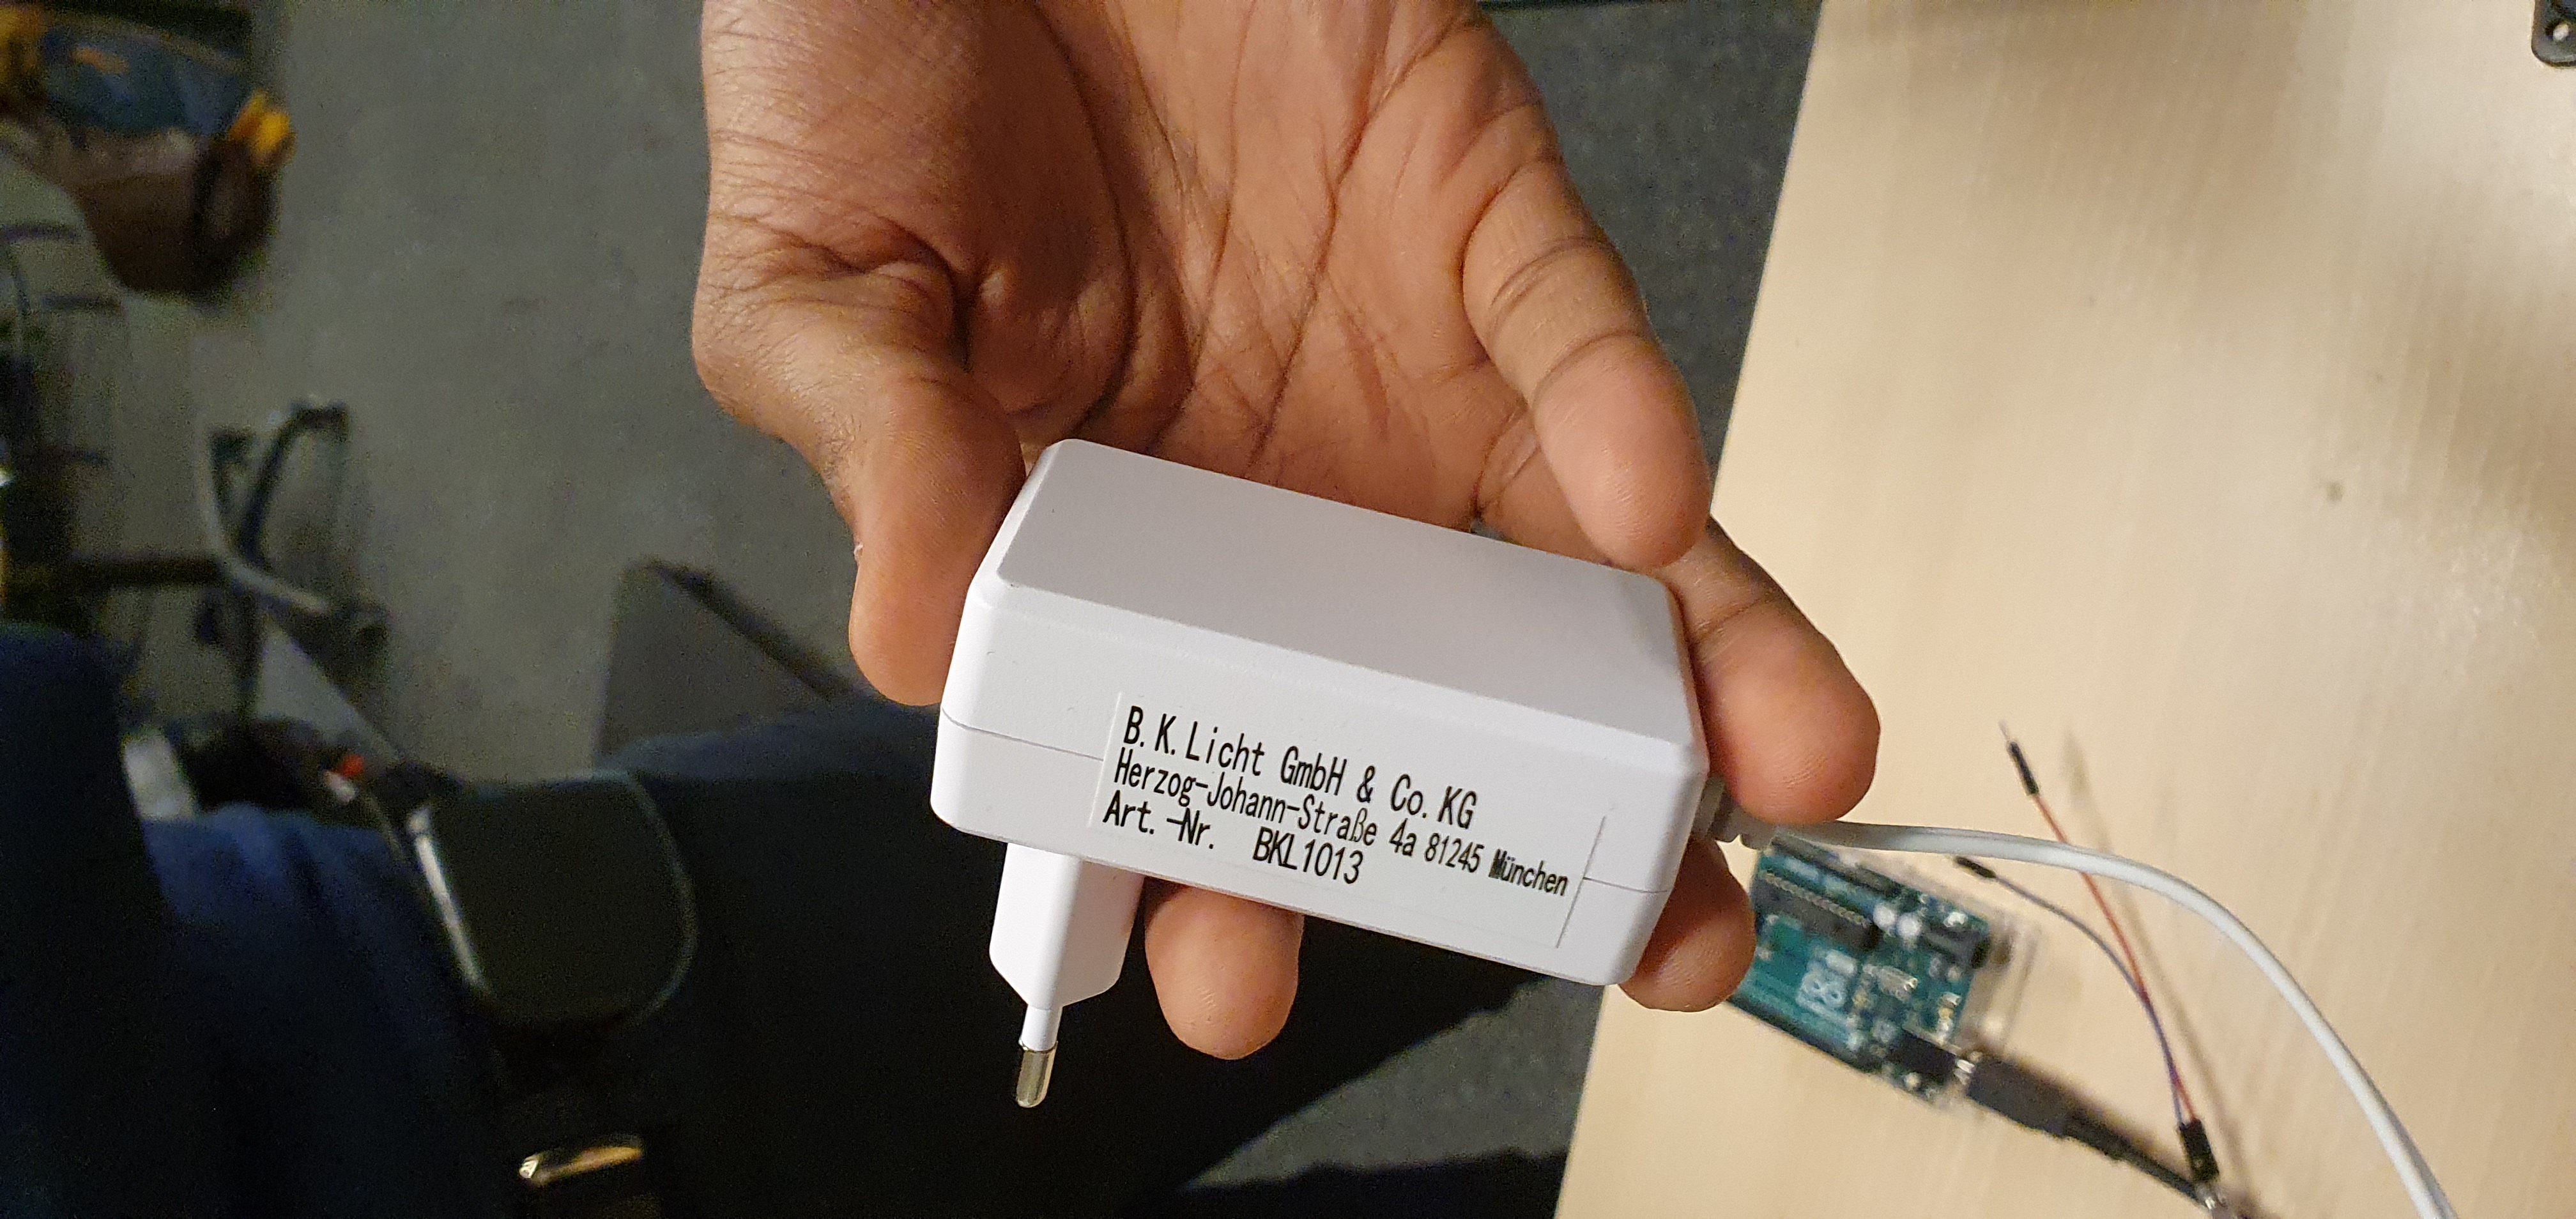 B.K.Licht GmbH & Co.KG
Herzog-Johann-Straße 4a 81245 München
Art.-Nr. BKL1013